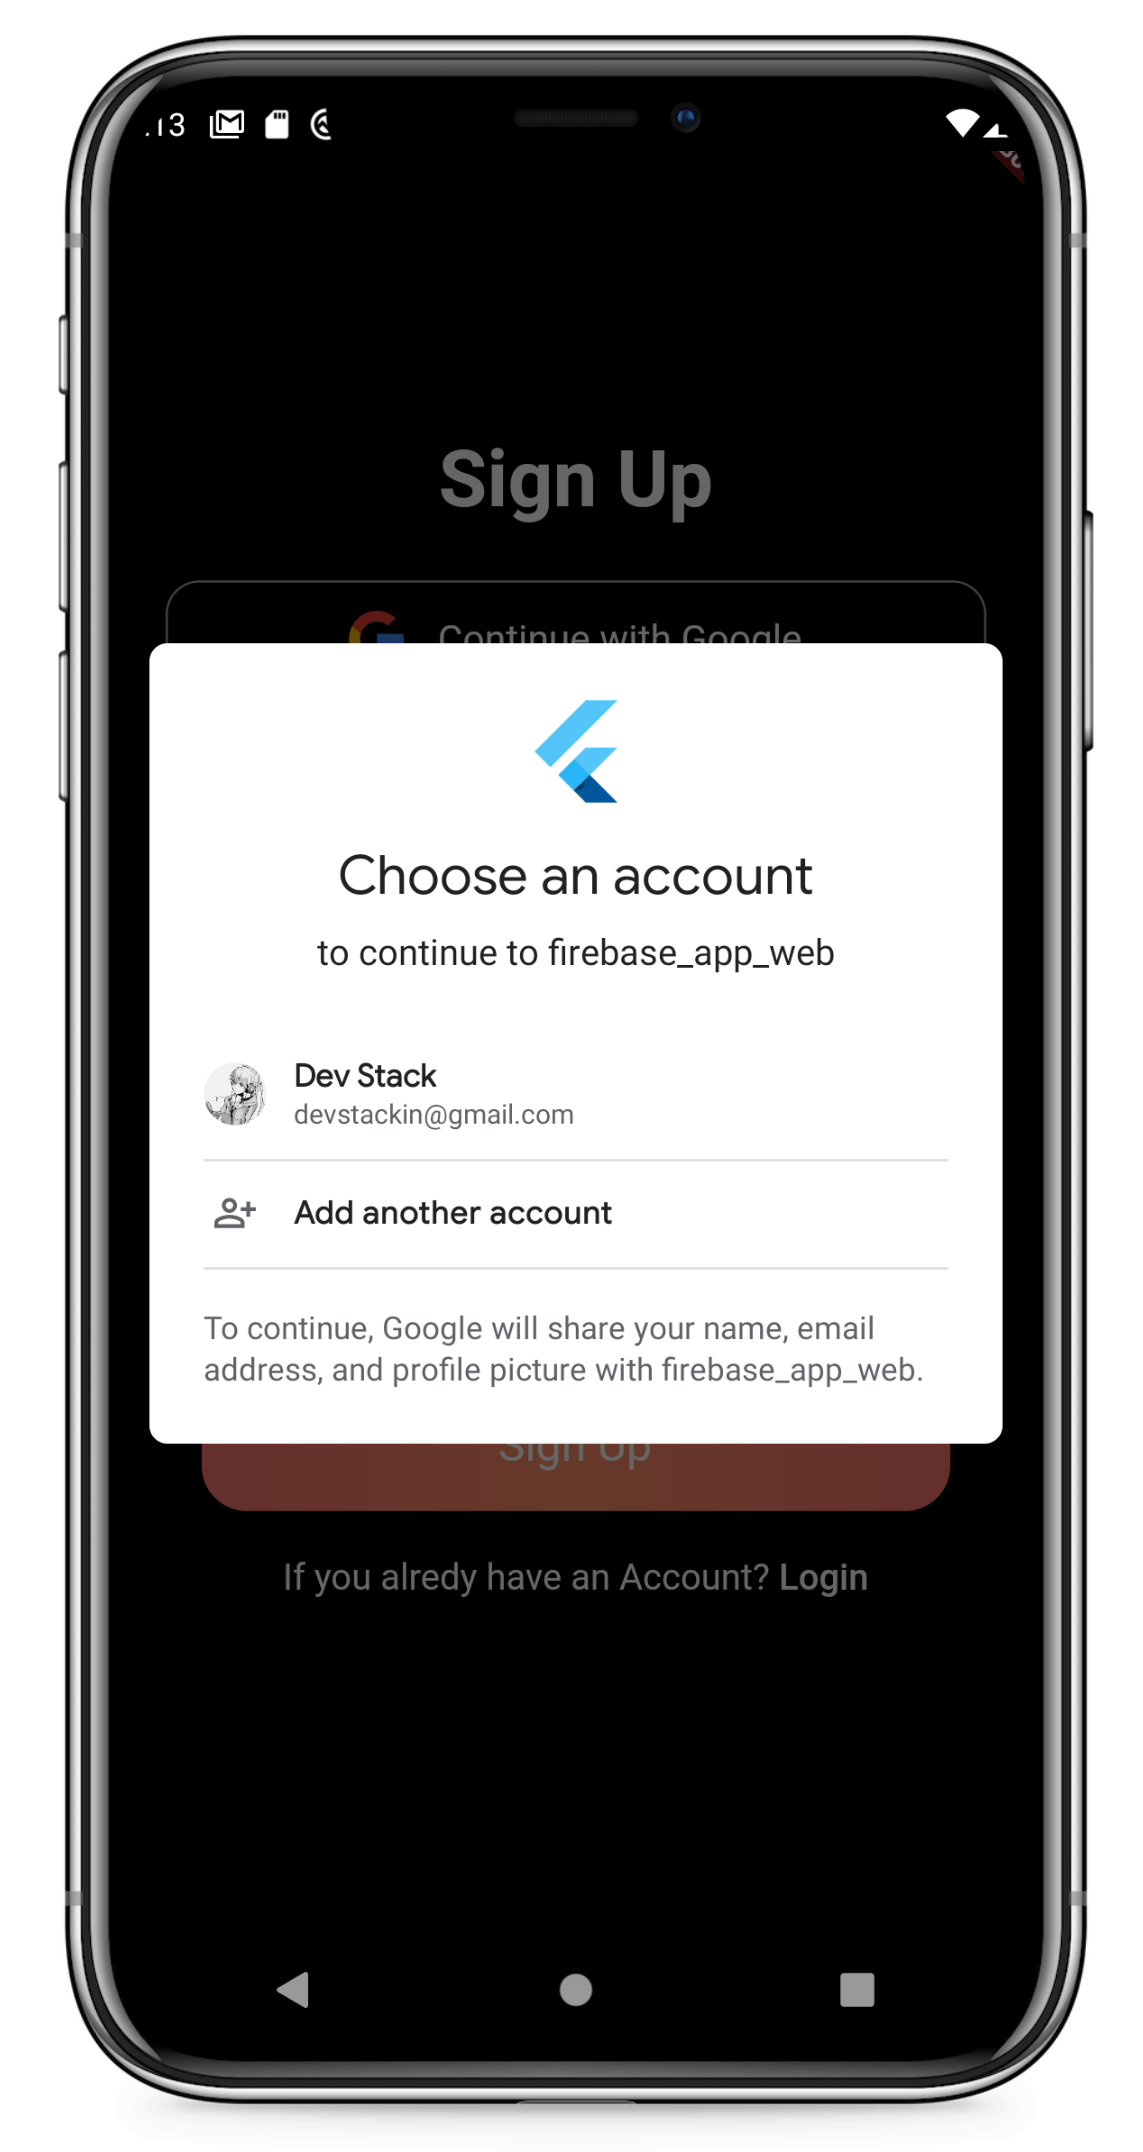 13
Sign Up
Continue with Google
Choose an account
to continue to firebase_app_web
Dev Stack
devstackin@gmail.com
Add another account
To continue, Google will share your name, email
address, and profile picture with firebase_app_web.
Sign Up
If you alredy have an Account? Login